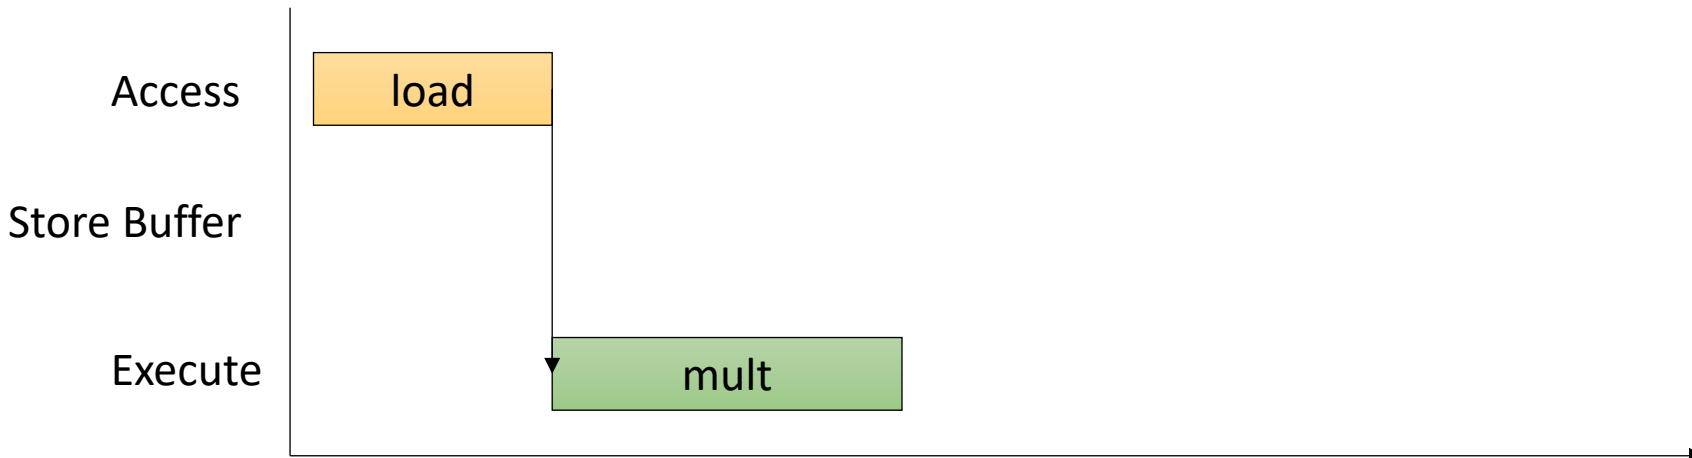 Access
load
Store Buffer
Execute
mult